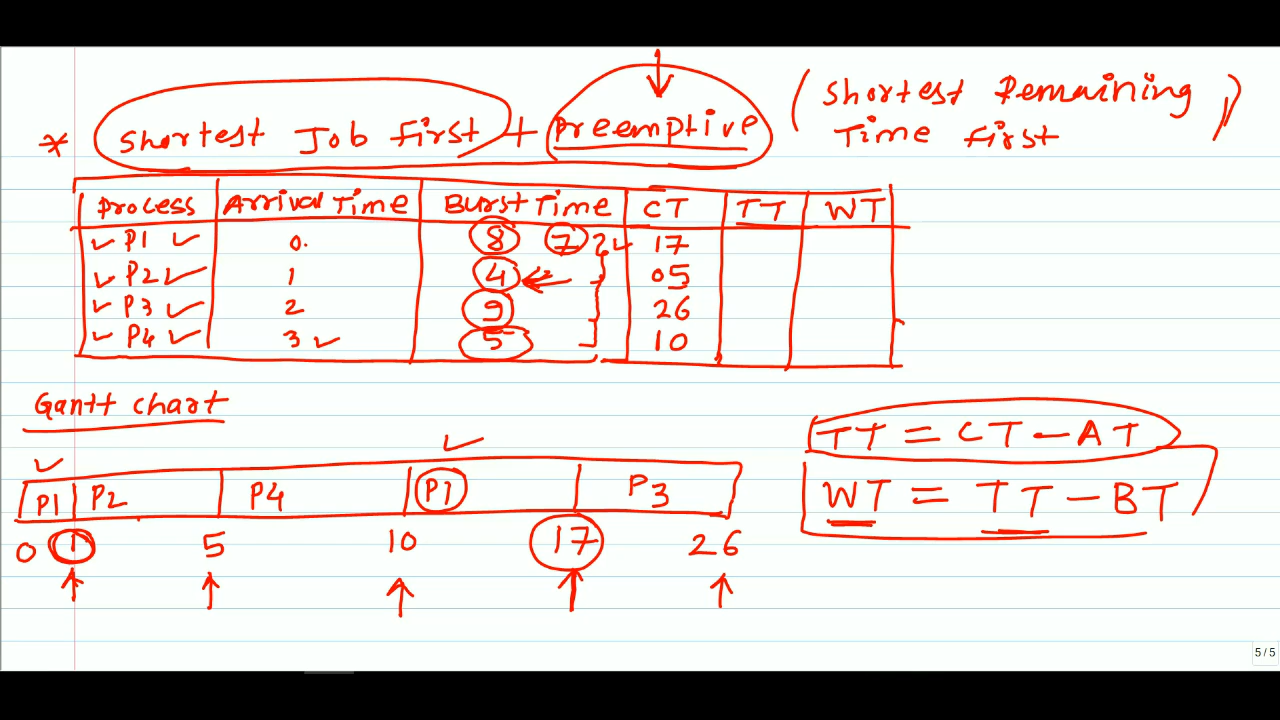 * Shortest Job First + Preemptive (Shortest Remaining
Time First)
Process Arrival Time Burst Time CT TT WT
P1 0 8 7 17
P2 1 4 05
P3 2 9 26
P4 3 5 10
Gantt chart
TT = CT - AT
WT = TT - BT
P1 P2 P4 P1 P3
0 1 5 10 17 26
5 / 5